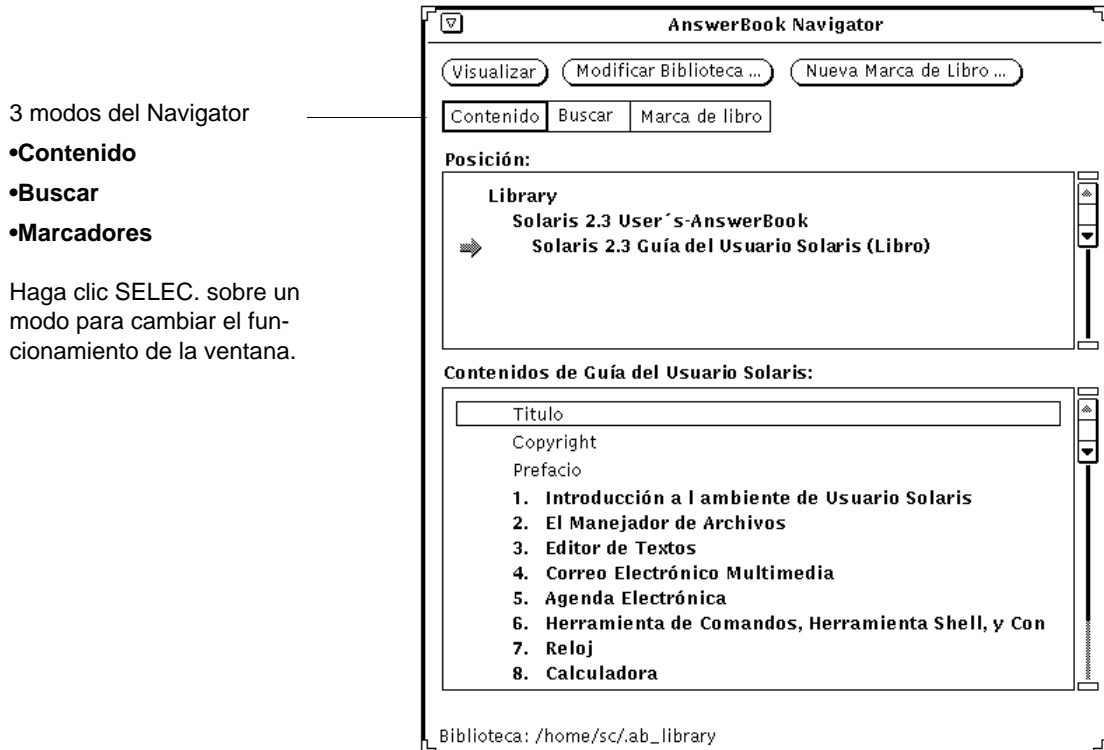 3 modos del Navigator
•Contenido
•Buscar
•Marcadores
Haga clic SELEC. sobre un
modo para cambiar el fun-
cionamiento de la ventana.
AnswerBook Navigator
Visualizar Modificar Biblioteca ... Nueva Marca de Libro ...
Contenido Buscar Marca de libro
Posición:
Library
Solaris 2.3 User´s-AnswerBook
Solaris 2.3 Guía del Usuario Solaris (Libro)
Contenidos de Guía del Usuario Solaris:
Titulo
Copyright
Prefacio
1. Introducción a l ambiente de Usuario Solaris
2. El Manejador de Archivos
3. Editor de Textos
4. Correo Electrónico Multimedia
5. Agenda Electrónica
6. Herramienta de Comandos, Herramienta Shell, y Con
7. Reloj
8. Calculadora
Biblioteca: /home/sc/.ab_library